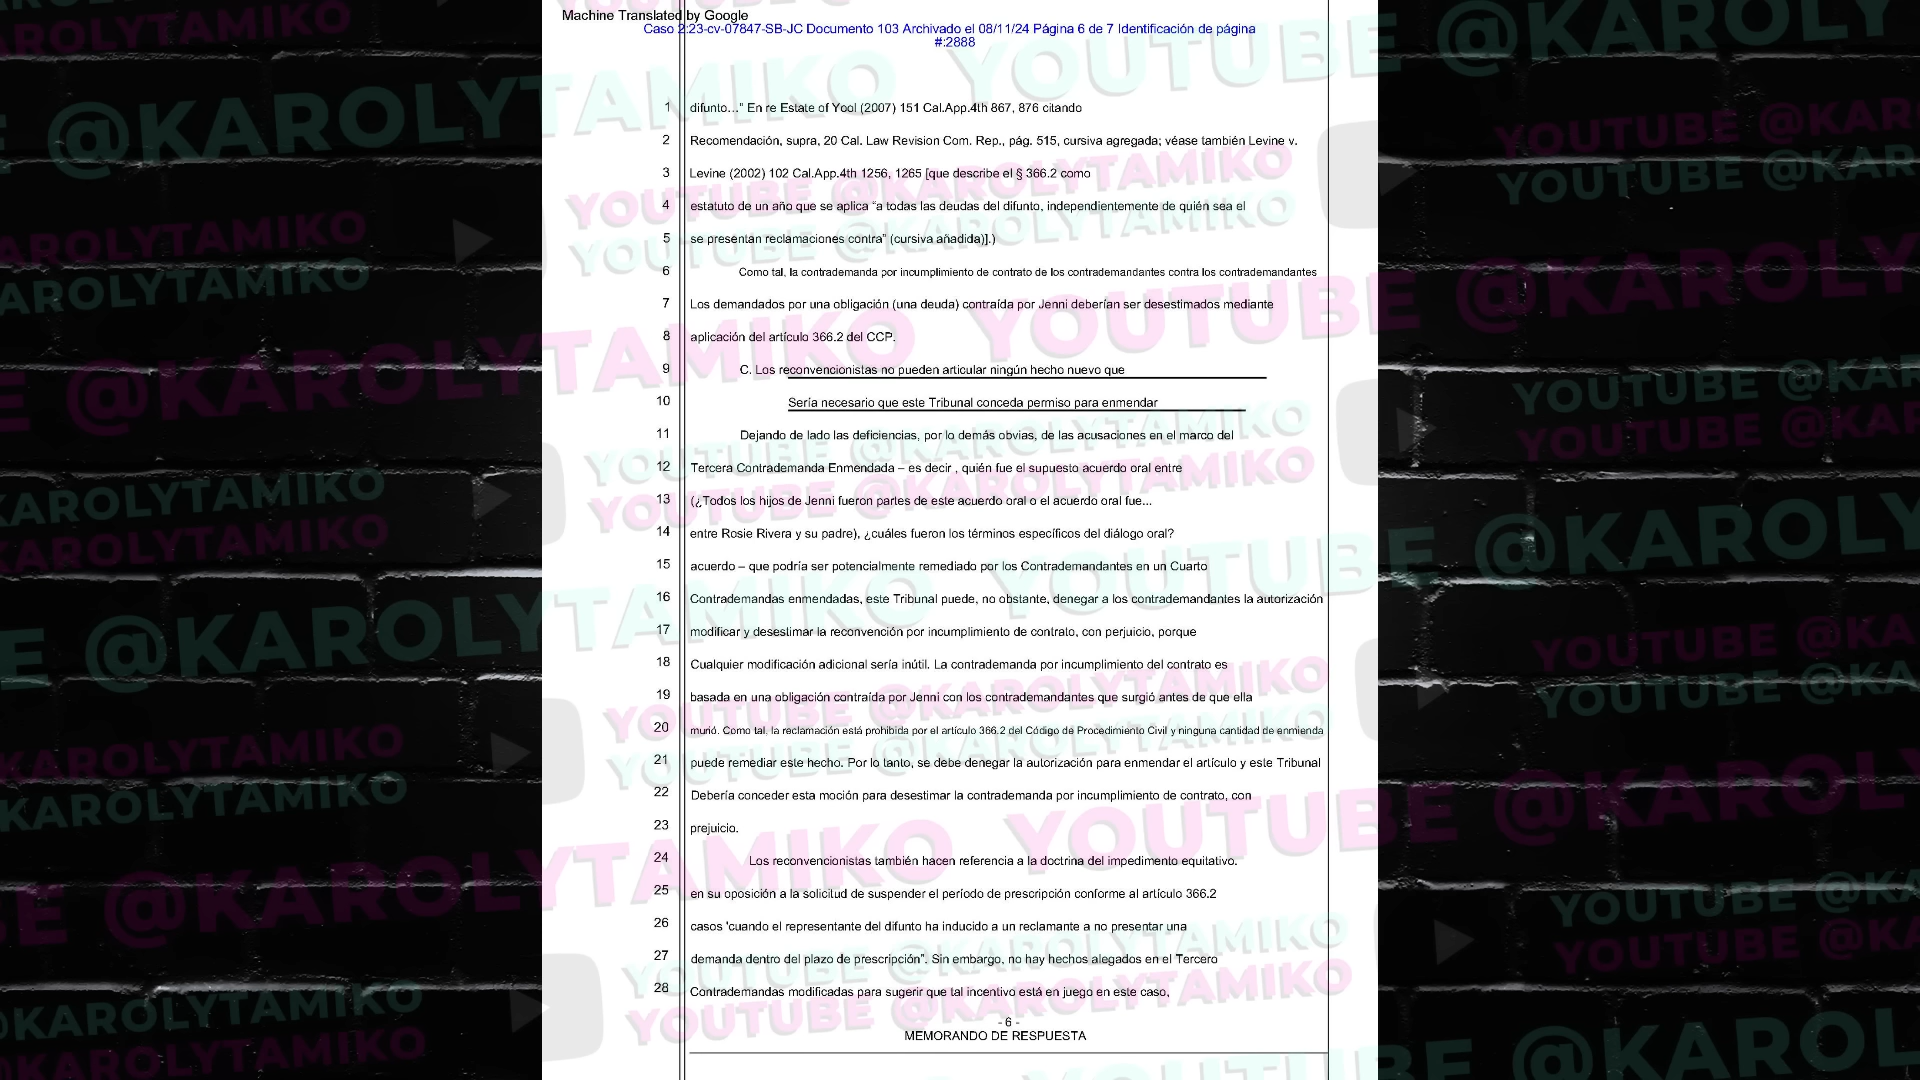 Machine Translated by Google
Caso 2:23-cv-07847-SB-JC Documento 103 Archivado el 08/11/24 Página 6 de 7 Identificación de página
#:2888
1 difunto…” En re Estate of Yool (2007) 151 Cal.App.4th 867, 876 citando
2 Recomendación, supra, 20 Cal. Law Revision Com. Rep., pág. 515, cursiva agregada; véase también Levine v.
3 Levine (2002) 102 Cal.App.4th 1256, 1265 [que describe el § 366.2 como
4 estatuto de un año que se aplica “a todas las deudas del difunto, independientemente de quién sea el
5 se presentan reclamaciones contra” (cursiva añadida)].)
6 Como tal, la contrademanda por incumplimiento de contrato de los contrademandantes contra los contrademandantes
7 Los demandados por una obligación (una deuda) contraída por Jenni deberían ser desestimados mediante
8 aplicación del artículo 366.2 del CCP.
9 C. Los reconvencionistas no pueden articular ningún hecho nuevo que
10 Sería necesario que este Tribunal conceda permiso para enmendar
11 Dejando de lado las deficiencias, por lo demás obvias, de las acusaciones en el marco del
12 Tercera Contrademanda Enmendada – es decir , quién fue el supuesto acuerdo oral entre
13 (¿Todos los hijos de Jenni fueron partes de este acuerdo oral o el acuerdo oral fue...
14 entre Rosie Rivera y su padre), ¿cuáles fueron los términos específicos del diálogo oral?
15 acuerdo – que podría ser potencialmente remediado por los Contrademandantes en un Cuarto
16 Contrademandas enmendadas, este Tribunal puede, no obstante, denegar a los contrademandantes la autorización
17 modificar y desestimar la reconvención por incumplimiento de contrato, con perjuicio, porque
18 Cualquier modificación adicional sería inútil. La contrademanda por incumplimiento del contrato es
19 basada en una obligación contraída por Jenni con los contrademandantes que surgió antes de que ella
20 murió. Como tal, la reclamación está prohibida por el artículo 366.2 del Código de Procedimiento Civil y ninguna cantidad de enmienda
21 puede remediar este hecho. Por lo tanto, se debe denegar la autorización para enmendar el artículo y este Tribunal
22 Debería conceder esta moción para desestimar la contrademanda por incumplimiento de contrato, con
23 prejuicio.
24 Los reconvencionistas también hacen referencia a la doctrina del impedimento equitativo.
25 en su oposición a la solicitud de suspender el período de prescripción conforme al artículo 366.2
26 casos 'cuando el representante del difunto ha inducido a un reclamante a no presentar una
27 demanda dentro del plazo de prescripción”. Sin embargo, no hay hechos alegados en el Tercero
28 Contrademandas modificadas para sugerir que tal incentivo está en juego en este caso,
- 6 -
MEMORANDO DE RESPUESTA
YOUTUBE @KAROLYTAMIKO